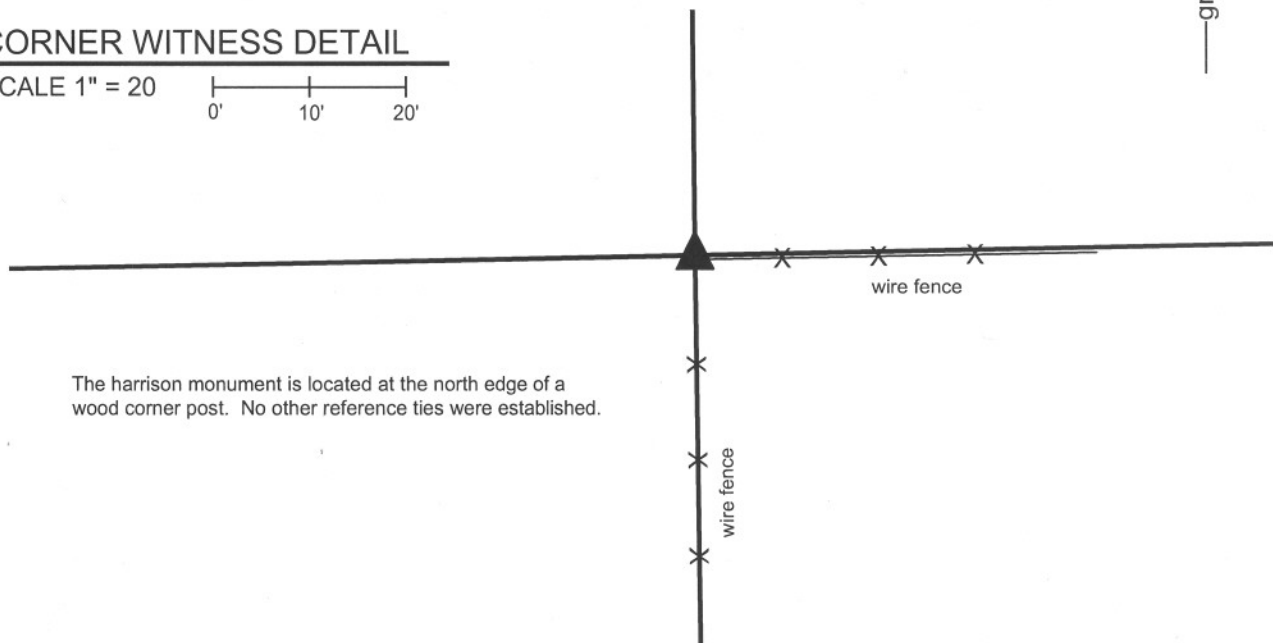 CORNER WITNESS DETAIL
SCALE 1" = 20
0' 10' 20'
wire fence
The harrison monument is located at the north edge of a
wood corner post. No other reference ties were established.
wire fence